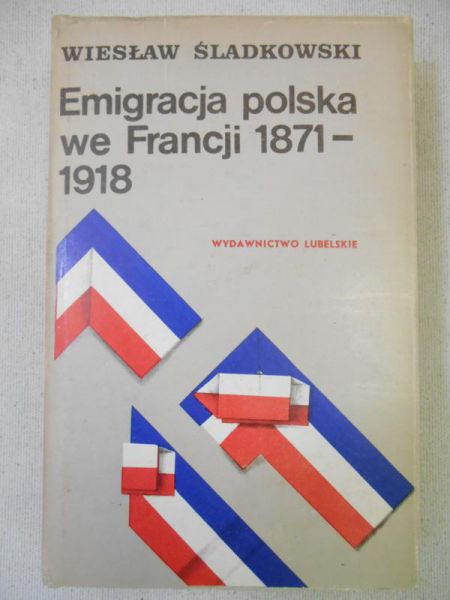 WIESŁAW ŚLADKOWSKI
Emigracja polska
we Francji 1871–
1918
WYDAWNICTWO LUBELSKIE